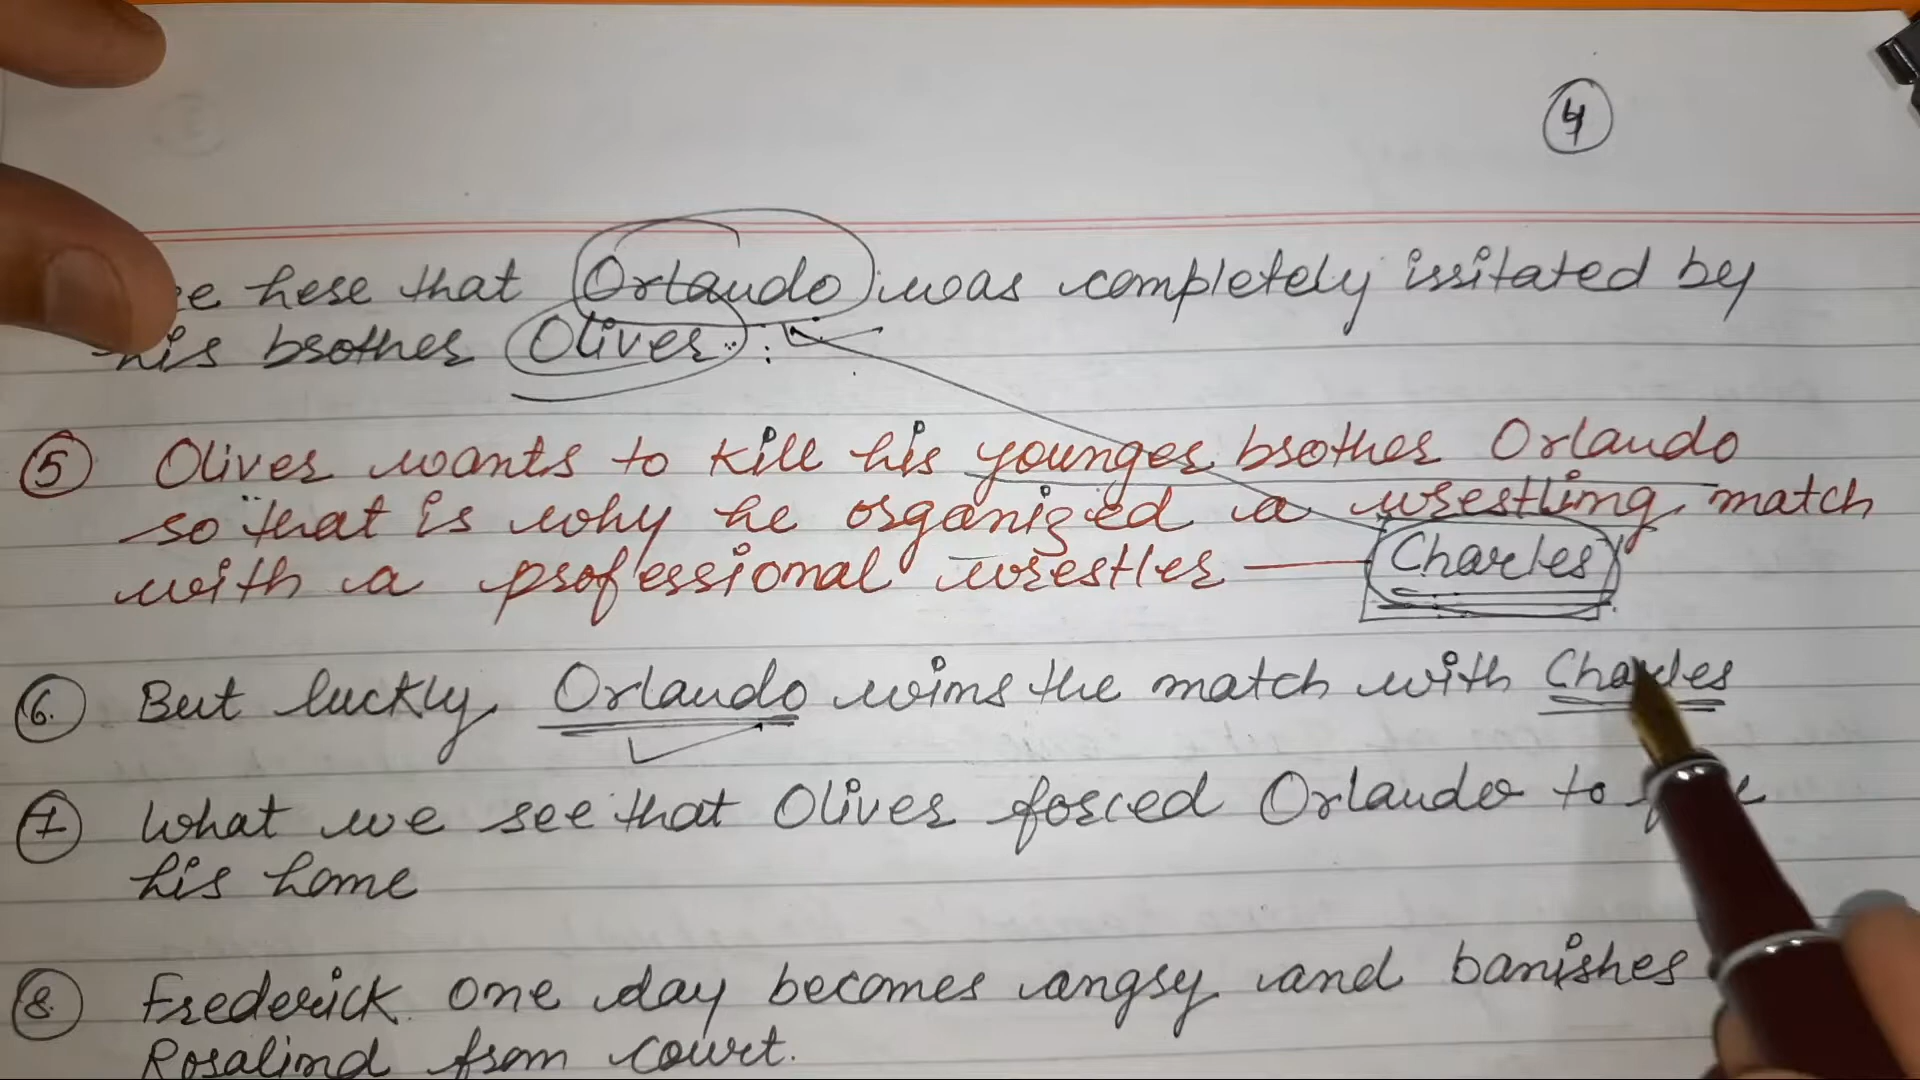 4
here that Orlando was completely irritated by
his brother Oliver
5 Oliver wants to kill his younger brother Orlando
so that is why he organized a wrestling match
with a professional wrestler — Charles
6. But luckly Orlando wins the match with Charles
7 What we see that Oliver forced Orlando to
his home
8. Frederick one day becomes angry and banishes
Rosalind from court.